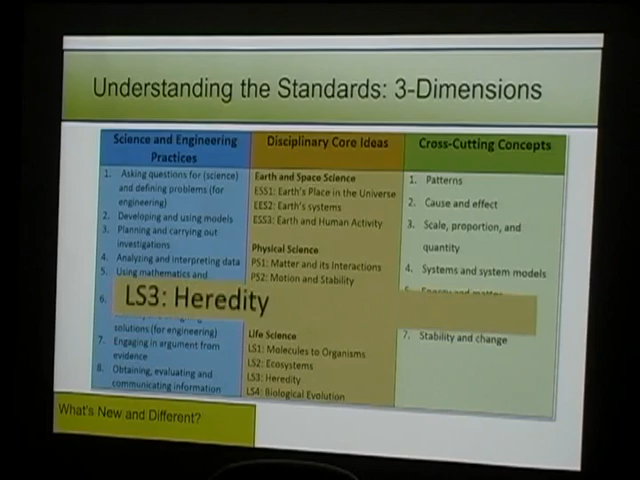 Understanding the Standards: 3-Dimensions
Science and Engineering
Practices
1. Asking questions for (science)
and defining problems (for
engineering)
2. Developing and using models
3. Planning and carrying out
investigations
4. Analyzing and interpreting data
5. Using mathematics and
6.
solutions (for engineering)
7. Engaging in argument from
evidence
8. Obtaining, evaluating and
communicating information
Disciplinary Core Ideas
Earth and Space Science
ESS1: Earth's Place in the Universe
EES2: Earth's systems
ESS3: Earth and Human Activity
Physical Science
PS1: Matter and its Interactions
PS2: Motion and Stability
LS3: Heredity
Life Science
LS1: Molecules to Organisms
LS2: Ecosystems
LS3: Heredity
LS4: Biological Evolution
Cross-Cutting Concepts
1. Patterns
2. Cause and effect
3. Scale, proportion, and
quantity
4. Systems and system models
7. Stability and change
What's New and Different?